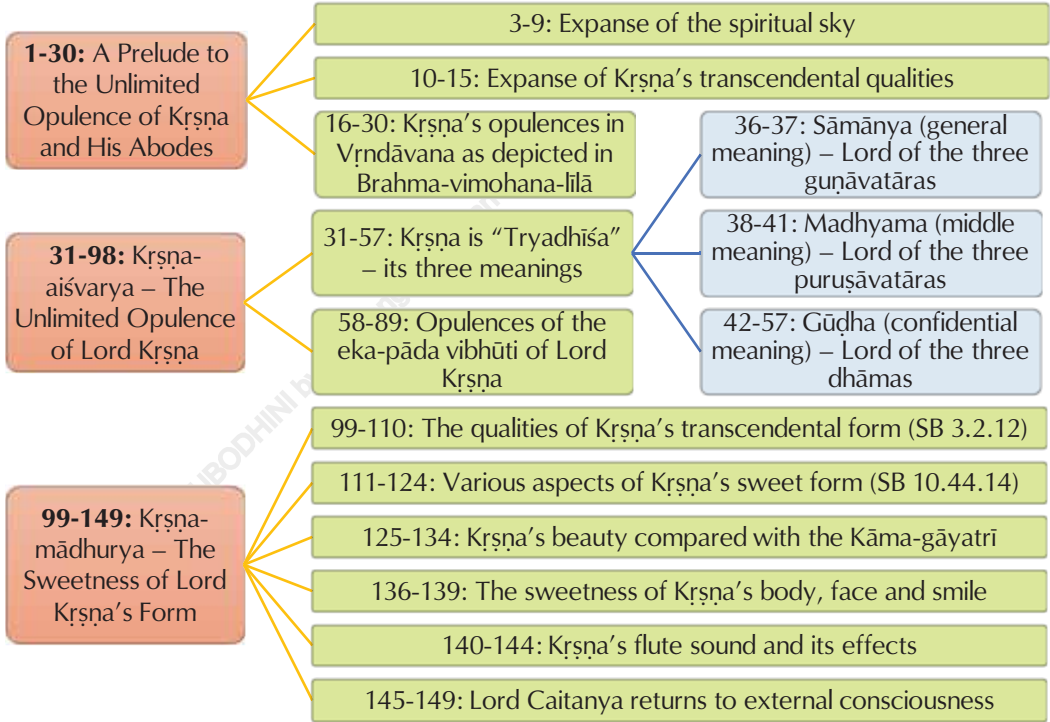 1-30: A Prelude to
the Unlimited
Opulence of Kṛṣṇa
and His Abodes
3-9: Expanse of the spiritual sky
10-15: Expanse of Kṛṣṇa’s transcendental qualities
16-30: Kṛṣṇa’s opulences in
Vṛndāvana as depicted in
Brahma-vimohana-līlā
31-98: Kṛṣṇa-
aiśvarya – The
Unlimited Opulence
of Lord Kṛṣṇa
31-57: Kṛṣṇa is “Tryadhīśa”
– its three meanings
36-37: Sāmānya (general
meaning) – Lord of the three
guṇāvatāras
38-41: Madhyama (middle
meaning) – Lord of the three
puruṣāvatāras
42-57: Gūḍha (confidential
meaning) – Lord of the three
dhāmas
58-89: Opulences of the
eka-pāda vibhūti of Lord
Kṛṣṇa
99-149: Kṛṣṇa-
mādhurya – The
Sweetness of Lord
Kṛṣṇa’s Form
99-110: The qualities of Kṛṣṇa’s transcendental form (SB 3.2.12)
111-124: Various aspects of Kṛṣṇa’s sweet form (SB 10.44.14)
125-134: Kṛṣṇa’s beauty compared with the Kāma-gāyatrī
136-139: The sweetness of Kṛṣṇa’s body, face and smile
140-144: Kṛṣṇa’s flute sound and its effects
145-149: Lord Caitanya returns to external consciousness